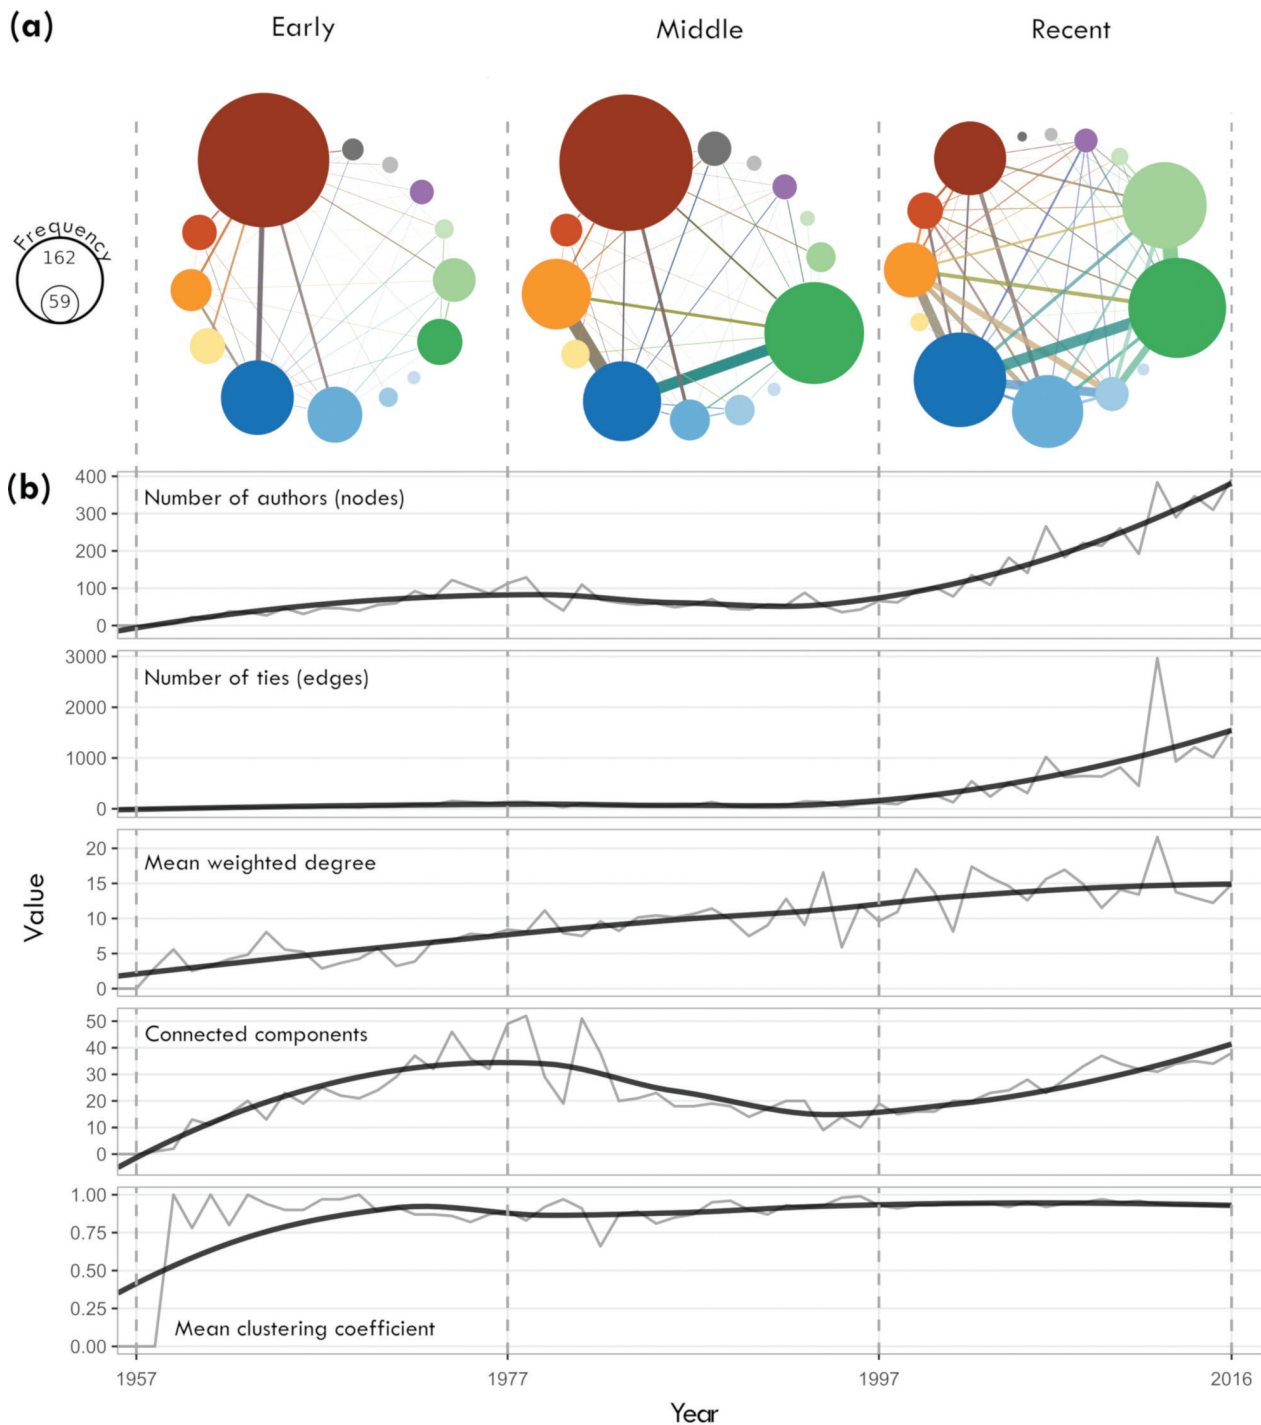 (a)
Early
Middle
Recent
Frequency
162
59
(b)
Number of authors (nodes)
400
300
200
100
0
Number of ties (edges)
3000
2000
1000
0
Mean weighted degree
20
15
10
5
0
Value
Connected components
50
40
30
20
10
0
1.00
0.75
0.50
0.25
0.00
Mean clustering coefficient
1957
1977
1997
2016
Year